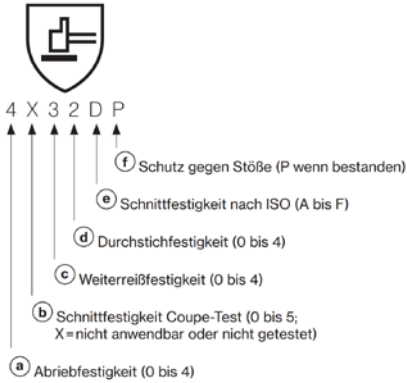 4 X 3 2 D P
f Schutz gegen Stöße (P wenn bestanden)
e Schnittfestigkeit nach ISO (A bis F)
d Durchstichfestigkeit (0 bis 4)
c Weiterreißfestigkeit (0 bis 4)
b Schnittfestigkeit Coupe-Test (0 bis 5;
X=nicht anwendbar oder nicht getestet)
a Abriebfestigkeit (0 bis 4)